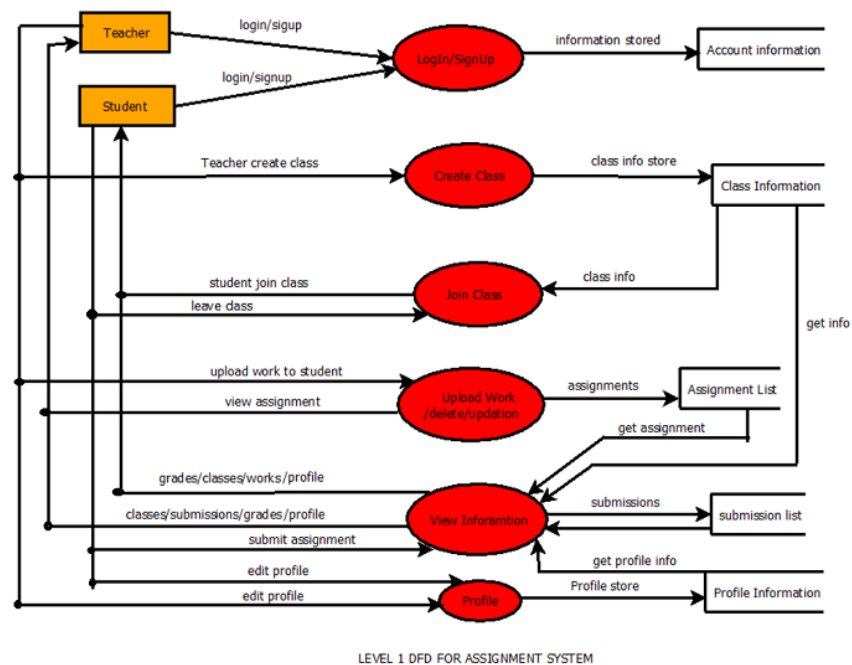 login/sigup
Teacher
information stored
LogIn/SignUp
Account information
login/signup
Student
Teacher create class
class info store
Create Class
Class Information
student join class
class info
Join Class
leave class
get info
upload work to student
assignments
Assignment List
view assignment
Upload Work
/delete/updation
get assignment
grades/classes/works/profile
submissions
classes/submissions/grades/profile
View Inforamtion
submission list
submit assignment
get profile info
edit profile
Profile store
Profile Information
edit profile
Profile
LEVEL 1 DFD FOR ASSIGNMENT SYSTEM